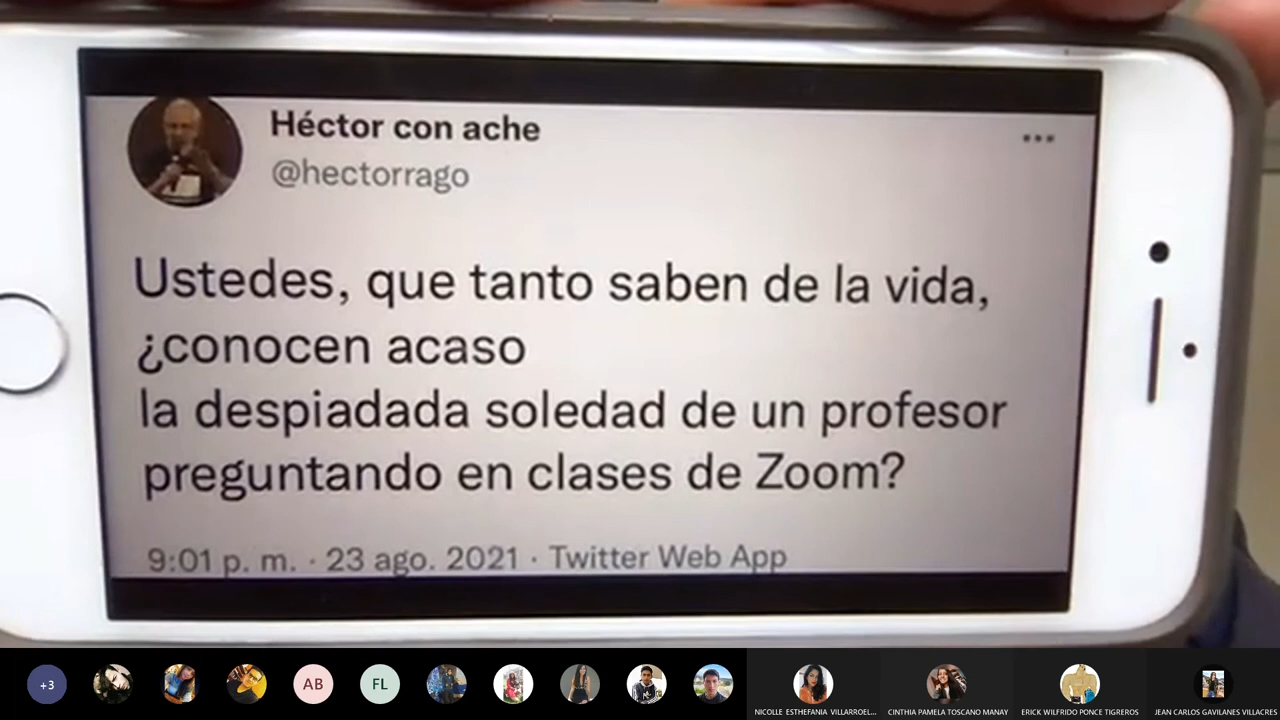 Héctor con ache
@hectorrago
Ustedes, que tanto saben de la vida,
¿conocen acaso
la despiadada soledad de un profesor
preguntando en clases de Zoom?
9:01 p. m. · 23 ago. 2021 · Twitter Web App
+3
AB
FL
NICOLLE ESTHEFANIA VILLARROEL...
CINTHIA PAMELA TOSCANO MANAY
ERICK WILFRIDO PONCE TIGREROS
JEAN CARLOS GAVILANES VILLACRES